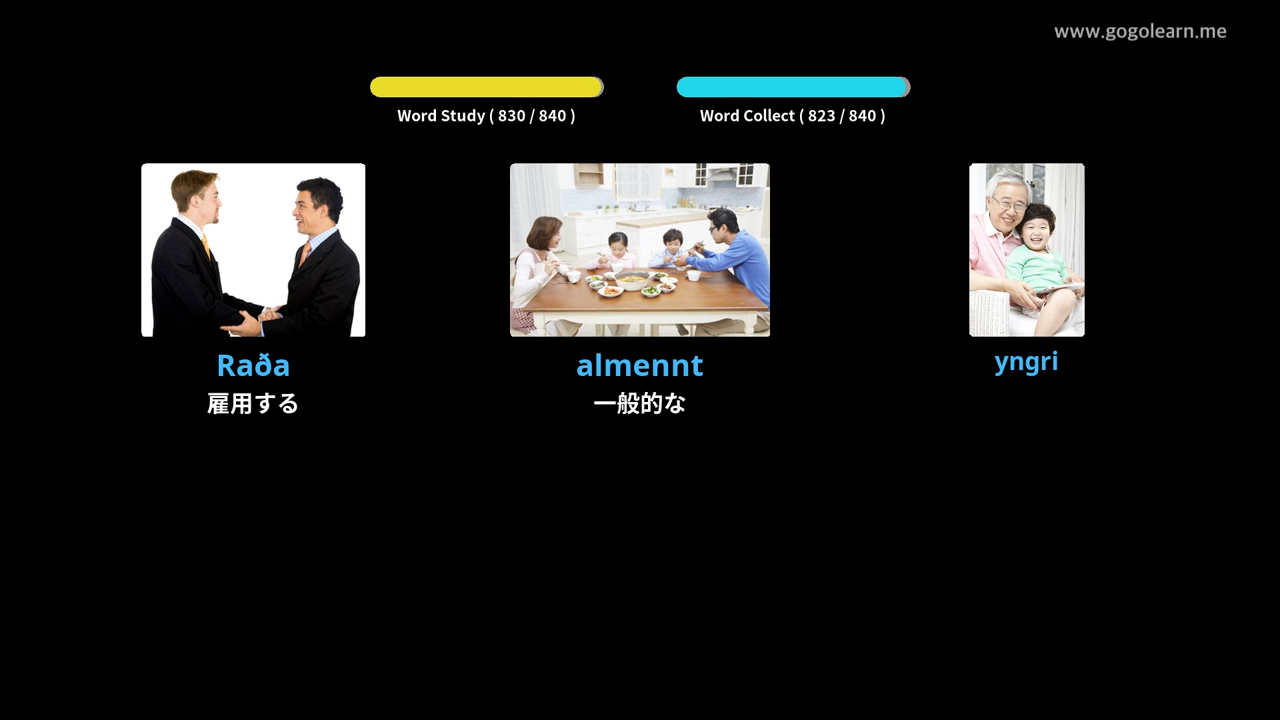 www.gogolearn.me
Word Study ( 830 / 840 )
Word Collect ( 823 / 840 )
Raða
雇用する
almennt
一般的な
yngri